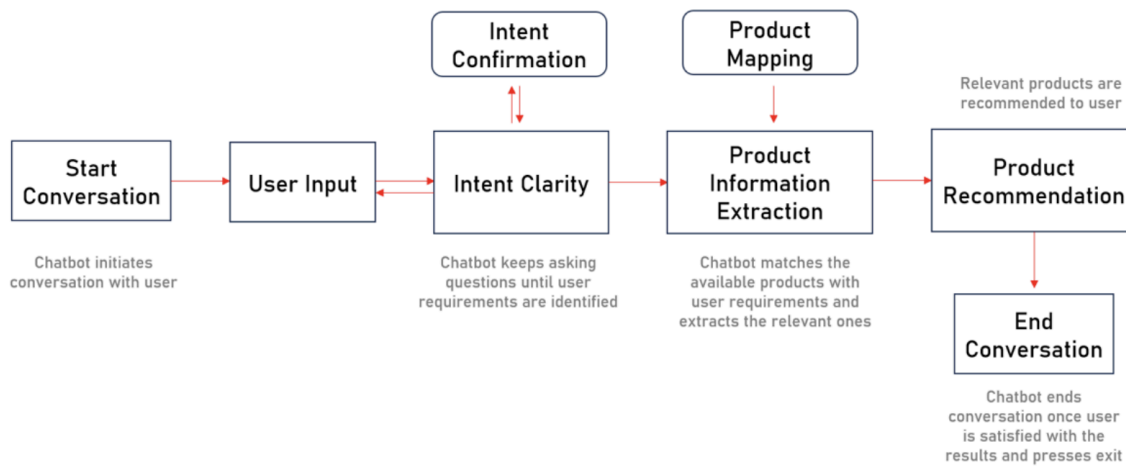 Intent
Confirmation
Product
Mapping
Relevant products are
recommended to user
Start
Conversation
User Input
Intent Clarity
Product
Information
Extraction
Product
Recommendation
Chatbot initiates
conversation with user
Chatbot keeps asking
questions until user
requirements are identified
Chatbot matches the
available products with
user requirements and
extracts the relevant ones
End
Conversation
Chatbot ends
conversation once user
is satisfied with the
results and presses exit